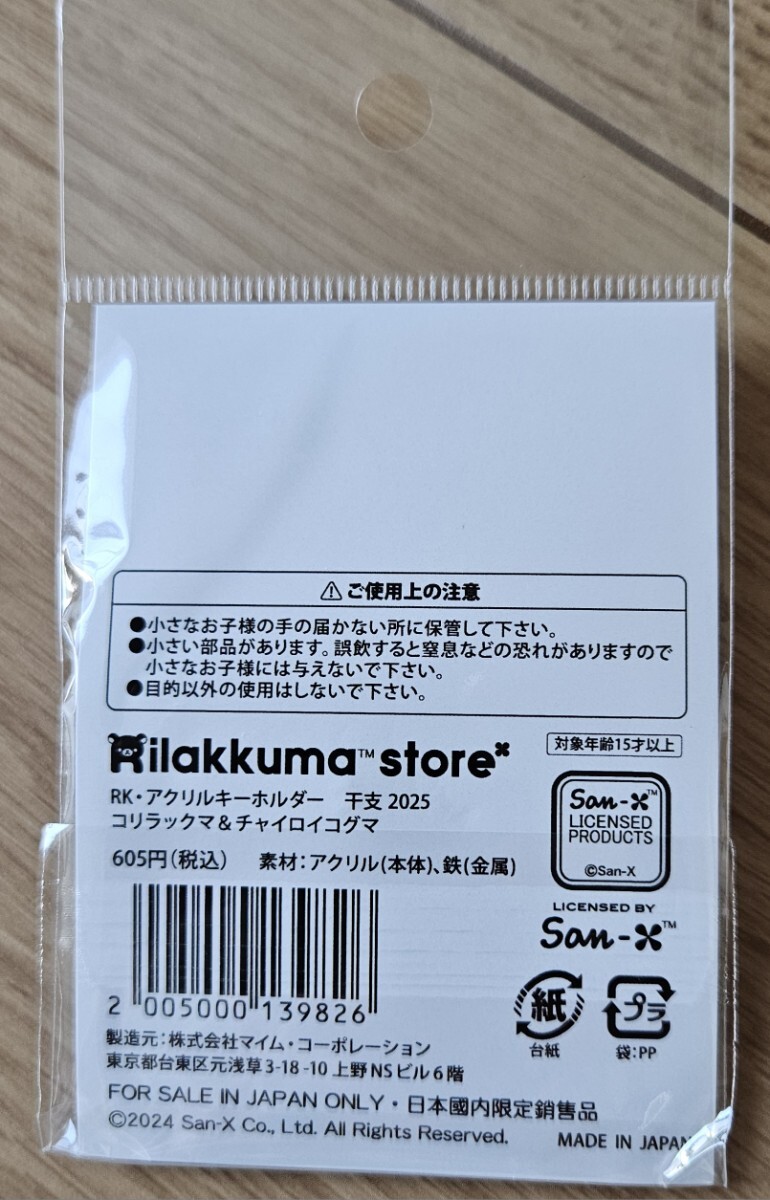 ⚠ご使用上の注意
●小さなお子様の手の届かない所に保管して下さい。
●小さい部品があります。誤飲すると窒息などの恐れがありますので
小さなお子様には与えないで下さい。
●目的以外の使用はしないで下さい。
Rilakkuma™ store
対象年齢15才以上
RK・アクリルキーホルダー 干支 2025
コリラックマ&チャイロイコグマ
605円(税込) 素材:アクリル(本体)、鉄(金属)
San-X™
LICENSED
PRODUCTS
©San-X
LICENSED BY
San-X™
2 005000 139826
紙
台紙
プラ
袋:PP
製造元:株式会社マイム・コーポレーション
東京都台東区元浅草3-18-10 上野NSビル6階
FOR SALE IN JAPAN ONLY・日本國内限定銷售品
©2024 San-X Co., Ltd. All Rights Reserved.
MADE IN JAPAN